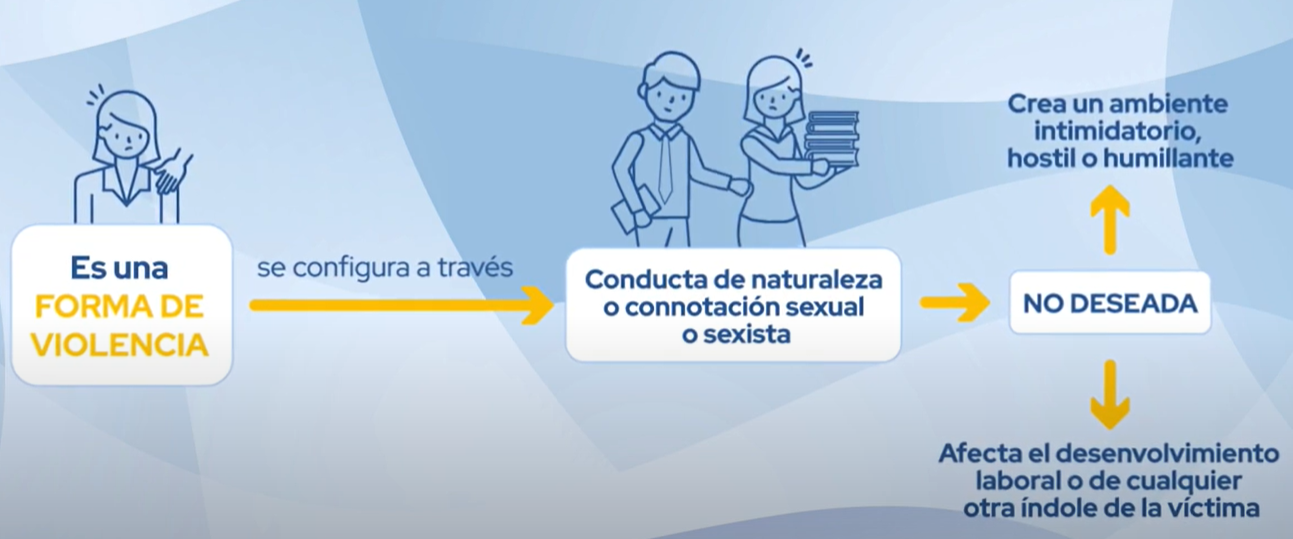 Es una
FORMA DE
VIOLENCIA
se configura a través
Conducta de naturaleza
o connotación sexual
o sexista
NO DESEADA
Crea un ambiente
intimidatorio,
hostil o humillante
Afecta el desenvolvimiento
laboral o de cualquier
otra índole de la víctima